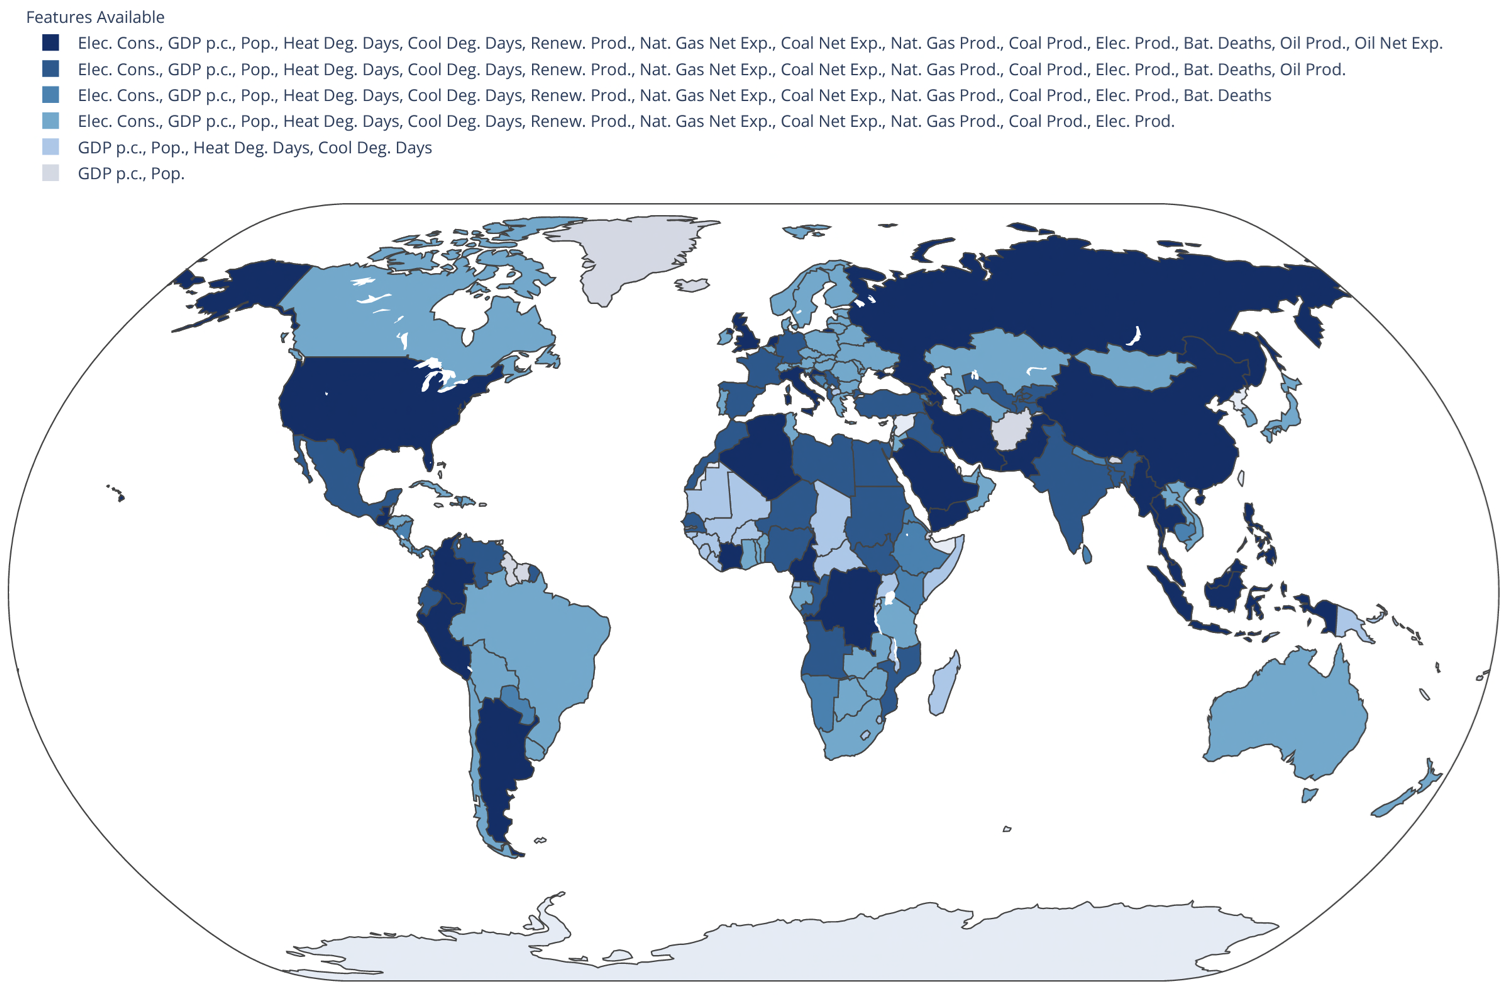 Features Available
Elec. Cons., GDP p.c., Pop., Heat Deg. Days, Cool Deg. Days, Renew. Prod., Nat. Gas Net Exp., Coal Net Exp., Nat. Gas Prod., Coal Prod., Elec. Prod., Bat. Deaths, Oil Prod., Oil Net Exp.
Elec. Cons., GDP p.c., Pop., Heat Deg. Days, Cool Deg. Days, Renew. Prod., Nat. Gas Net Exp., Coal Net Exp., Nat. Gas Prod., Coal Prod., Elec. Prod., Bat. Deaths, Oil Prod.
Elec. Cons., GDP p.c., Pop., Heat Deg. Days, Cool Deg. Days, Renew. Prod., Nat. Gas Net Exp., Coal Net Exp., Nat. Gas Prod., Coal Prod., Elec. Prod., Bat. Deaths
Elec. Cons., GDP p.c., Pop., Heat Deg. Days, Cool Deg. Days, Renew. Prod., Nat. Gas Net Exp., Coal Net Exp., Nat. Gas Prod., Coal Prod., Elec. Prod.
GDP p.c., Pop., Heat Deg. Days, Cool Deg. Days
GDP p.c., Pop.